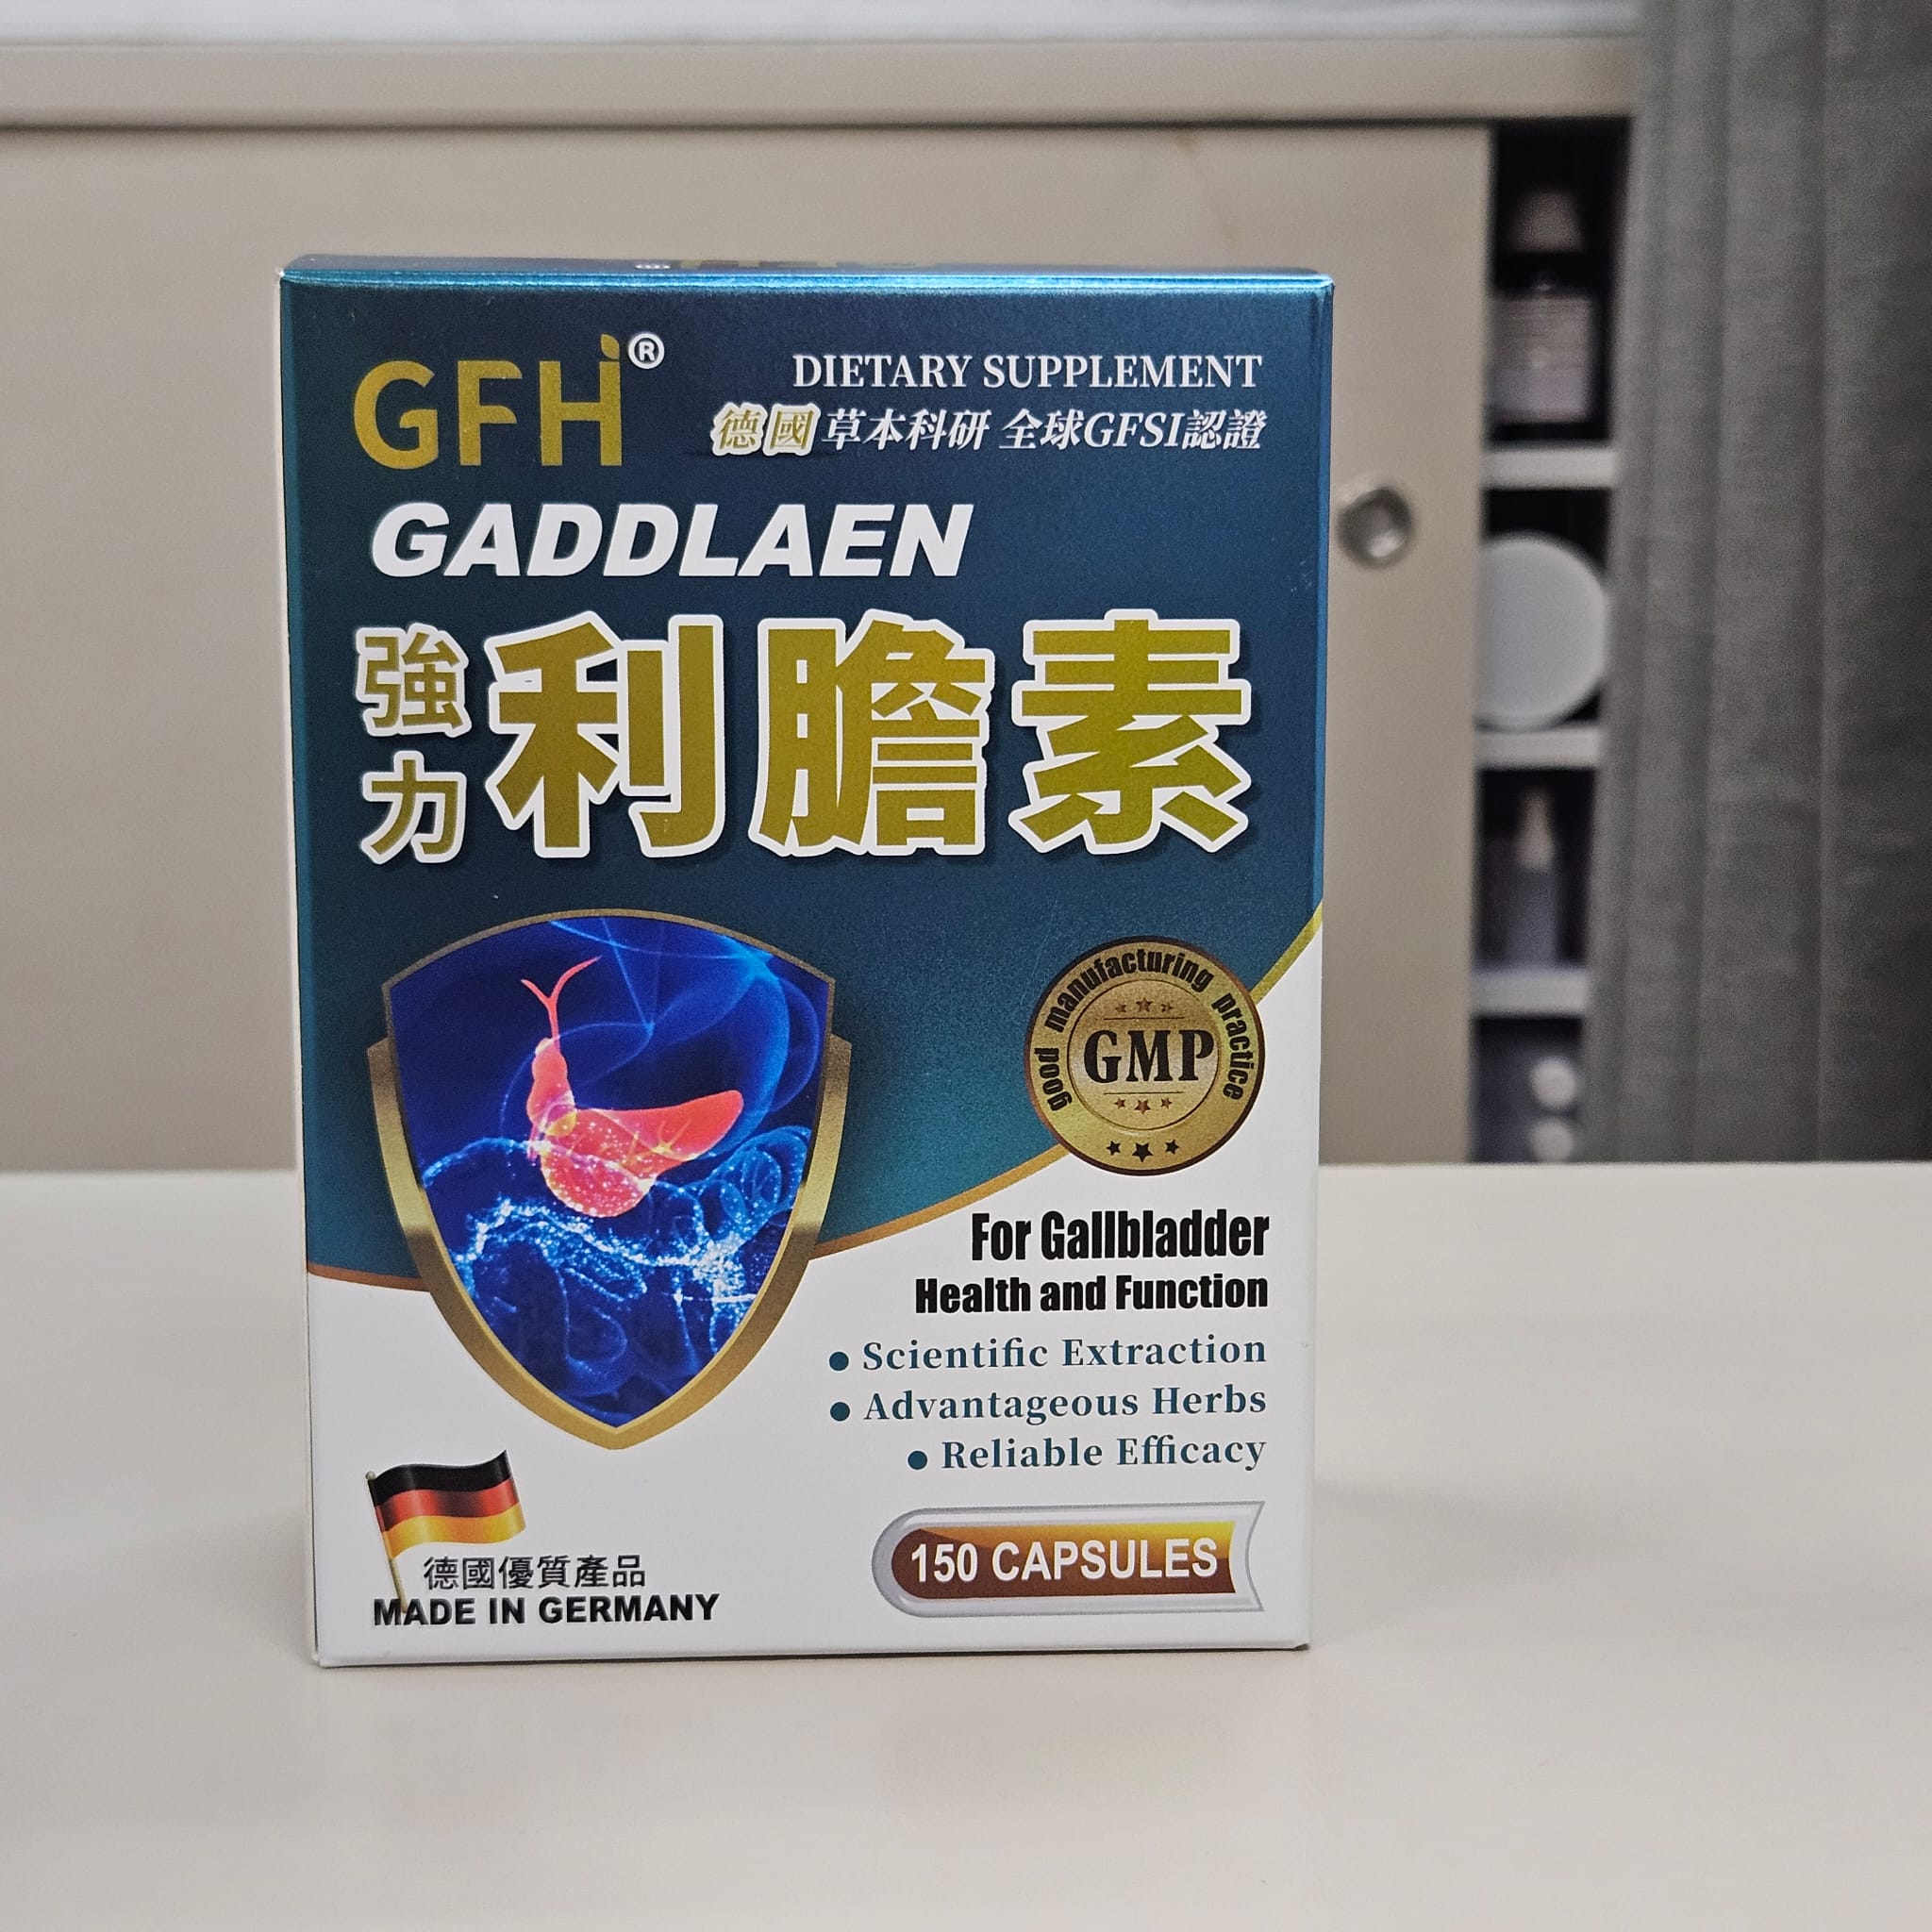 GFH®
DIETARY SUPPLEMENT
德國草本科研 全球GFSI認證
GADDLAEN
強力利膽素
good manufacturing practice
GMP
For Gallbladder
Health and Function
• Scientific Extraction
• Advantageous Herbs
• Reliable Efficacy
150 CAPSULES
德國優質產品
MADE IN GERMANY